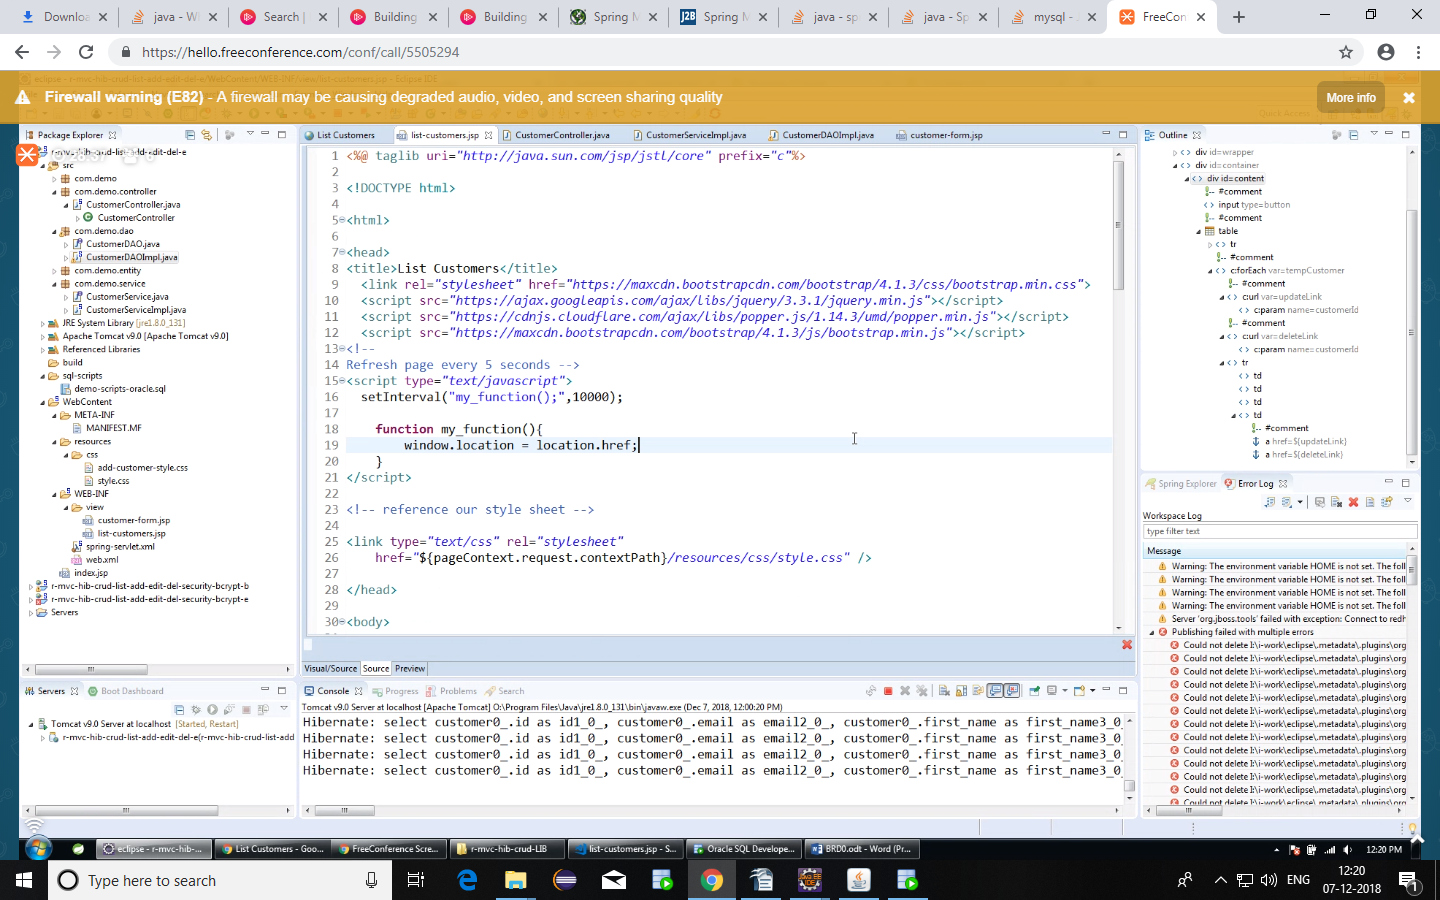 Downloa
java - W
Search |
Building
Building
Spring M
Spring M
java - sp
java - Sp
mysql -
FreeCon
https://hello.freeconference.com/conf/call/5505294
eclipse - r-mvc-hib-crud-list-add-edit-del-e/WebContent/WEB-INF/view/list-customers.jsp - Eclipse IDE
Firewall warning (E82) - A firewall may be causing degraded audio, video, and screen sharing quality
More info
Quick Access
Package Explorer
r-mvc-hib-crud-list-add-edit-del-e
src
com.demo
com.demo.controller
CustomerController.java
CustomerController
com.demo.dao
CustomerDAO.java
CustomerDAOImpl.java
com.demo.entity
com.demo.service
CustomerService.java
CustomerServiceImpl.java
JRE System Library [jre1.8.0_131]
Apache Tomcat v9.0 [Apache Tomcat v9.0]
Referenced Libraries
build
sql-scripts
demo-scripts-oracle.sql
WebContent
META-INF
MANIFEST.MF
resources
css
add-customer-style.css
style.css
WEB-INF
view
customer-form.jsp
list-customers.jsp
spring-servlet.xml
web.xml
index.jsp
r-mvc-hib-crud-list-add-edit-del-security-bcrypt-b
r-mvc-hib-crud-list-add-edit-del-security-bcrypt-e
Servers
List Customers
list-customers.jsp
CustomerController.java
CustomerServiceImpl.java
CustomerDAOImpl.java
customer-form.jsp
1 <%@ taglib uri="http://java.sun.com/jsp/jstl/core" prefix="c"%>
2
3 <!DOCTYPE html>
4
5 <html>
6
7 <head>
8 <title>List Customers</title>
9 <link rel="stylesheet" href="https://maxcdn.bootstrapcdn.com/bootstrap/4.1.3/css/bootstrap.min.css">
10 <script src="https://ajax.googleapis.com/ajax/libs/jquery/3.3.1/jquery.min.js"></script>
11 <script src="https://cdnjs.cloudflare.com/ajax/libs/popper.js/1.14.3/umd/popper.min.js"></script>
12 <script src="https://maxcdn.bootstrapcdn.com/bootstrap/4.1.3/js/bootstrap.min.js"></script>
13 <!--
14 Refresh page every 5 seconds -->
15 <script type="text/javascript">
16 setInterval("my_function();",10000);
17
18 function my_function(){
19 window.location = location.href;
20 }
21 </script>
22
23 <!-- reference our style sheet -->
24
25 <link type="text/css" rel="stylesheet"
26 href="${pageContext.request.contextPath}/resources/css/style.css" />
27
28 </head>
29
30 <body>
Visual/Source
Source
Preview
Outline
div id=wrapper
div id=container
div id=content
#comment
input type=button
#comment
table
tr
#comment
c:forEach var=tempCustomer
#comment
c:url var=updateLink
c:param name=customerId
#comment
c:url var=deleteLink
c:param name=customerId
tr
td
td
td
td
#comment
a href=${updateLink}
a href=${deleteLink}
Spring Explorer
Error Log
Workspace Log
type filter text
Message
Warning: The environment variable HOME is not set. The foll
Warning: The environment variable HOME is not set. The foll
Warning: The environment variable HOME is not set. The foll
Warning: The environment variable HOME is not set. The foll
Server 'org.jboss.tools' failed with exception: Connect to redh
Publishing failed with multiple errors
Could not delete I:\i-work\eclipse\.metadata\.plugins\org
Could not delete I:\i-work\eclipse\.metadata\.plugins\org
Could not delete I:\i-work\eclipse\.metadata\.plugins\org
Could not delete I:\i-work\eclipse\.metadata\.plugins\org
Could not delete I:\i-work\eclipse\.metadata\.plugins\org
Could not delete I:\i-work\eclipse\.metadata\.plugins\org
Could not delete I:\i-work\eclipse\.metadata\.plugins\org
Could not delete I:\i-work\eclipse\.metadata\.plugins\org
Could not delete I:\i-work\eclipse\.metadata\.plugins\org
Could not delete I:\i-work\eclipse\.metadata\.plugins\org
Could not delete I:\i-work\eclipse\.metadata\.plugins\org
Could not delete I:\i-work\eclipse\.metadata\.plugins\org
Could not delete I:\i-work\eclipse\.metadata\.plugins\org
Servers
Boot Dashboard
Tomcat v9.0 Server at localhost [Started, Restart]
r-mvc-hib-crud-list-add-edit-del-e(r-mvc-hib-crud-list-add
Console
Progress
Problems
Search
Tomcat v9.0 Server at localhost [Apache Tomcat] O:\Program Files\Java\jre1.8.0_131\bin\javaw.exe (Dec 7, 2018, 12:00:20 PM)
Hibernate: select customer0_.id as id1_0_, customer0_.email as email2_0_, customer0_.first_name as first_name3_0
Hibernate: select customer0_.id as id1_0_, customer0_.email as email2_0_, customer0_.first_name as first_name3_0
Hibernate: select customer0_.id as id1_0_, customer0_.email as email2_0_, customer0_.first_name as first_name3_0
Hibernate: select customer0_.id as id1_0_, customer0_.email as email2_0_, customer0_.first_name as first_name3_0
eclipse - r-mvc-hib-...
List Customers - Goo...
FreeConference Scre...
r-mvc-hib-crud-LIB
list-customers.jsp - S...
Oracle SQL Develope...
BRD0.odt - Word (Pr...
12:20 PM
Type here to search
ENG
12:20
07-12-2018
1